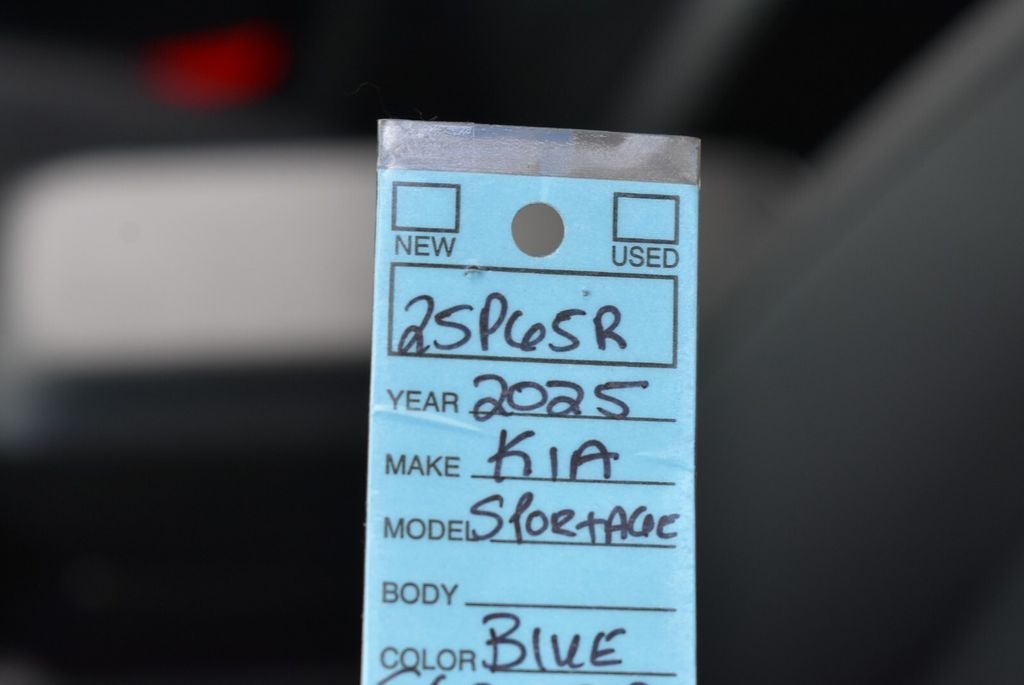 NEW USED
25P65R
YEAR 2025
MAKE KIA
MODEL SPORTAGE
BODY
COLOR BLUE